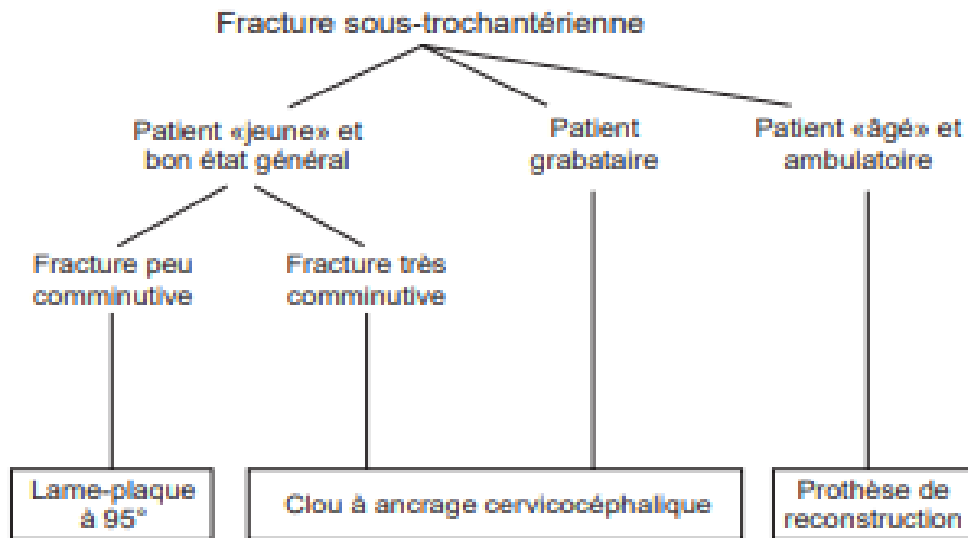 Fracture sous-trochantérienne
Patient «jeune» et
bon état général
Patient
grabataire
Patient «âgé» et
ambulatoire
Fracture peu
comminutive
Fracture très
comminutive
Lame-plaque
à 95°
Clou à ancrage cervicocéphalique
Prothèse de
reconstruction